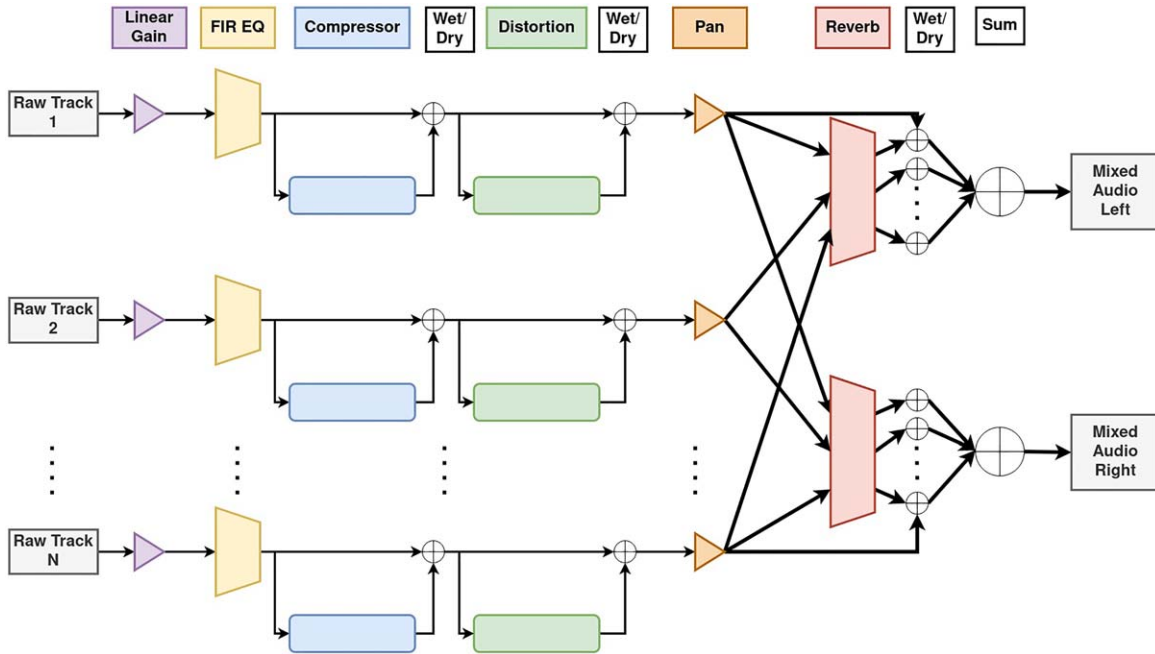 Linear
Gain
FIR EQ
Compressor
Wet/
Dry
Distortion
Wet/
Dry
Pan
Reverb
Wet/
Dry
Sum
Raw Track
1
Mixed
Audio
Left
Raw Track
2
Mixed
Audio
Right
Raw Track
N